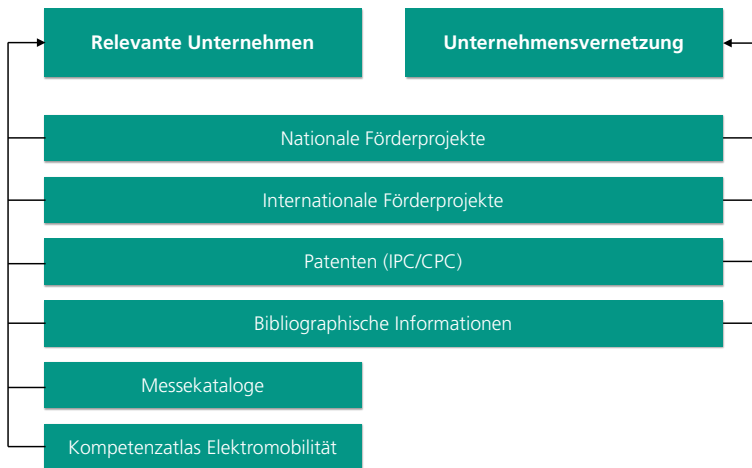 Relevante Unternehmen
Unternehmensvernetzung
Nationale Förderprojekte
Internationale Förderprojekte
Patenten (IPC/CPC)
Bibliographische Informationen
Messekataloge
Kompetenzatlas Elektromobilität